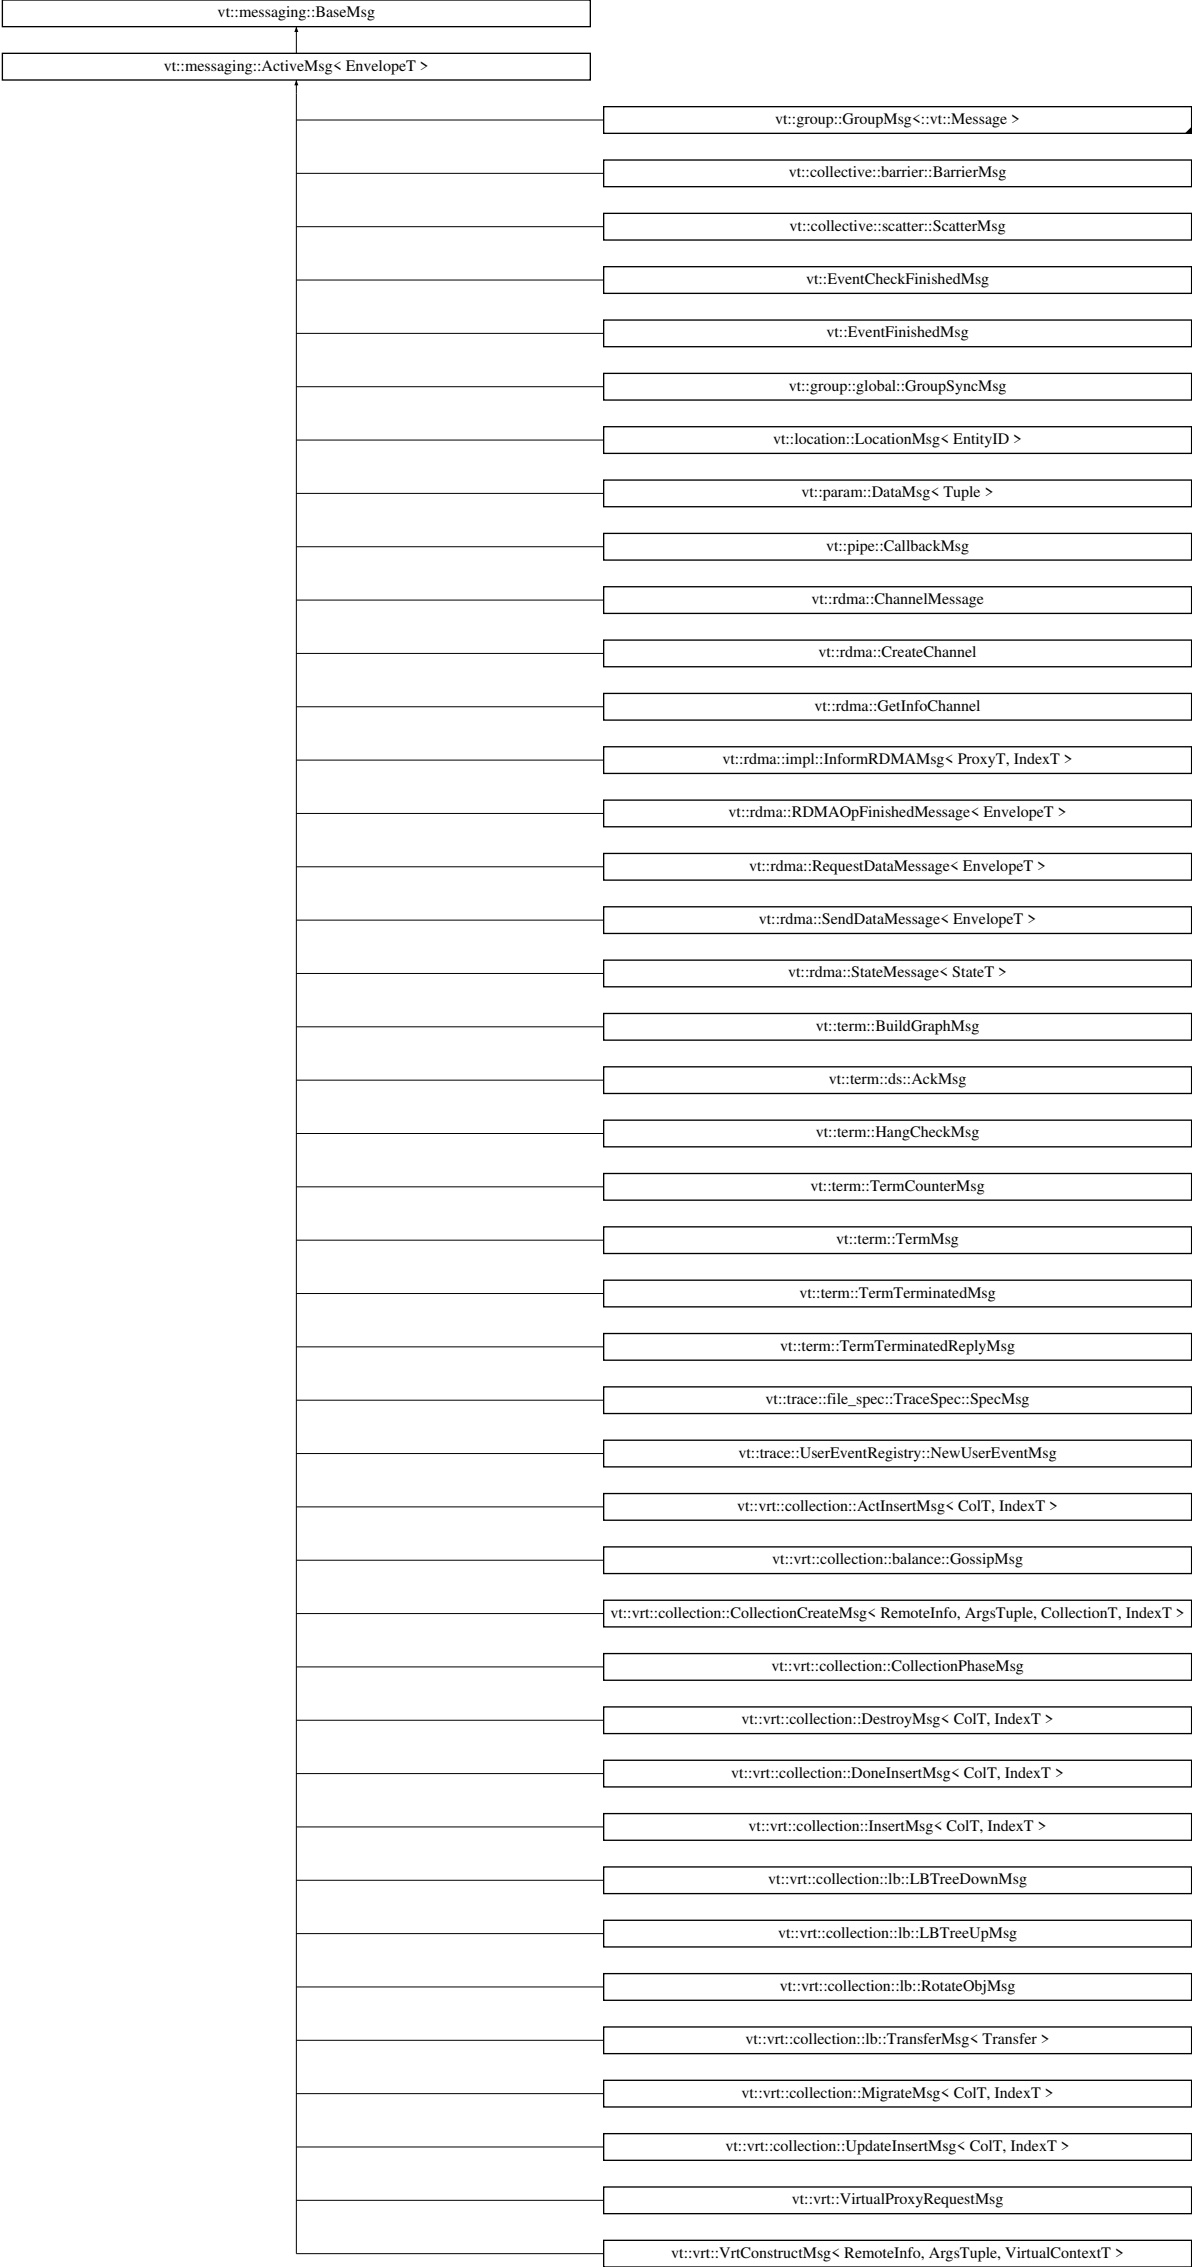 vt::messaging::BaseMsg
vt::messaging::ActiveMsg< EnvelopeT >
vt::group::GroupMsg<::vt::Message >
vt::collective::barrier::BarrierMsg
vt::collective::scatter::ScatterMsg
vt::EventCheckFinishedMsg
vt::EventFinishedMsg
vt::group::global::GroupSyncMsg
vt::location::LocationMsg< EntityID >
vt::param::DataMsg< Tuple >
vt::pipe::CallbackMsg
vt::rdma::ChannelMessage
vt::rdma::CreateChannel
vt::rdma::GetInfoChannel
vt::rdma::impl::InformRDMAMsg< ProxyT, IndexT >
vt::rdma::RDMAOpFinishedMessage< EnvelopeT >
vt::rdma::RequestDataMessage< EnvelopeT >
vt::rdma::SendDataMessage< EnvelopeT >
vt::rdma::StateMessage< StateT >
vt::term::BuildGraphMsg
vt::term::ds::AckMsg
vt::term::HangCheckMsg
vt::term::TermCounterMsg
vt::term::TermMsg
vt::term::TermTerminatedMsg
vt::term::TermTerminatedReplyMsg
vt::trace::file_spec::TraceSpec::SpecMsg
vt::trace::UserEventRegistry::NewUserEventMsg
vt::vrt::collection::ActInsertMsg< ColT, IndexT >
vt::vrt::collection::balance::GossipMsg
vt::vrt::collection::CollectionCreateMsg< RemoteInfo, ArgsTuple, CollectionT, IndexT >
vt::vrt::collection::CollectionPhaseMsg
vt::vrt::collection::DestroyMsg< ColT, IndexT >
vt::vrt::collection::DoneInsertMsg< ColT, IndexT >
vt::vrt::collection::InsertMsg< ColT, IndexT >
vt::vrt::collection::lb::LBTreeDownMsg
vt::vrt::collection::lb::LBTreeUpMsg
vt::vrt::collection::lb::RotateObjMsg
vt::vrt::collection::lb::TransferMsg< Transfer >
vt::vrt::collection::MigrateMsg< ColT, IndexT >
vt::vrt::collection::UpdateInsertMsg< ColT, IndexT >
vt::vrt::VirtualProxyRequestMsg
vt::vrt::VrtConstructMsg< RemoteInfo, ArgsTuple, VirtualContextT >